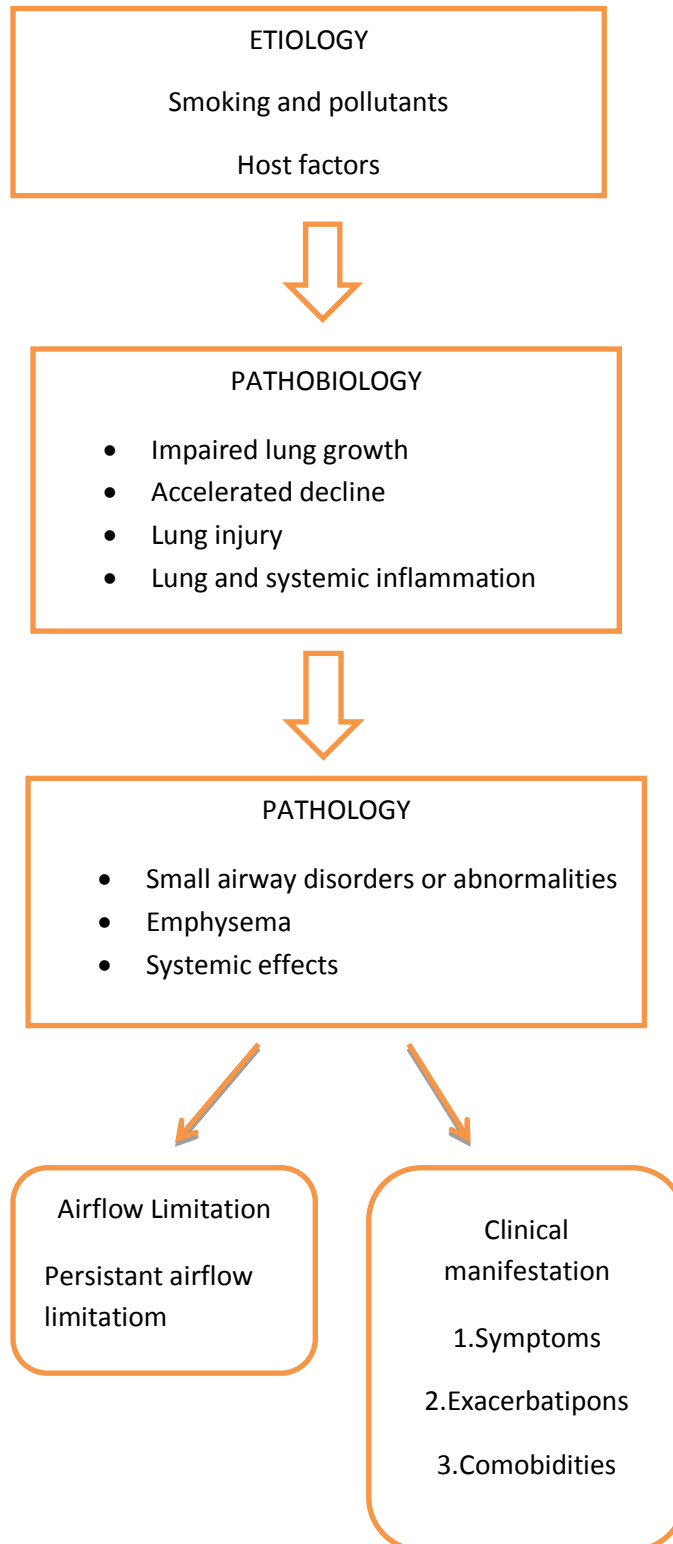 ETIOLOGY
Smoking and pollutants
Host factors
PATHOBIOLOGY
• Impaired lung growth
• Accelerated decline
• Lung injury
• Lung and systemic inflammation
PATHOLOGY
• Small airway disorders or abnormalities
• Emphysema
• Systemic effects
Airflow Limitation
Persistant airflow
limitatiom
Clinical
manifestation
1.Symptoms
2.Exacerbatipons
3.Comobidities